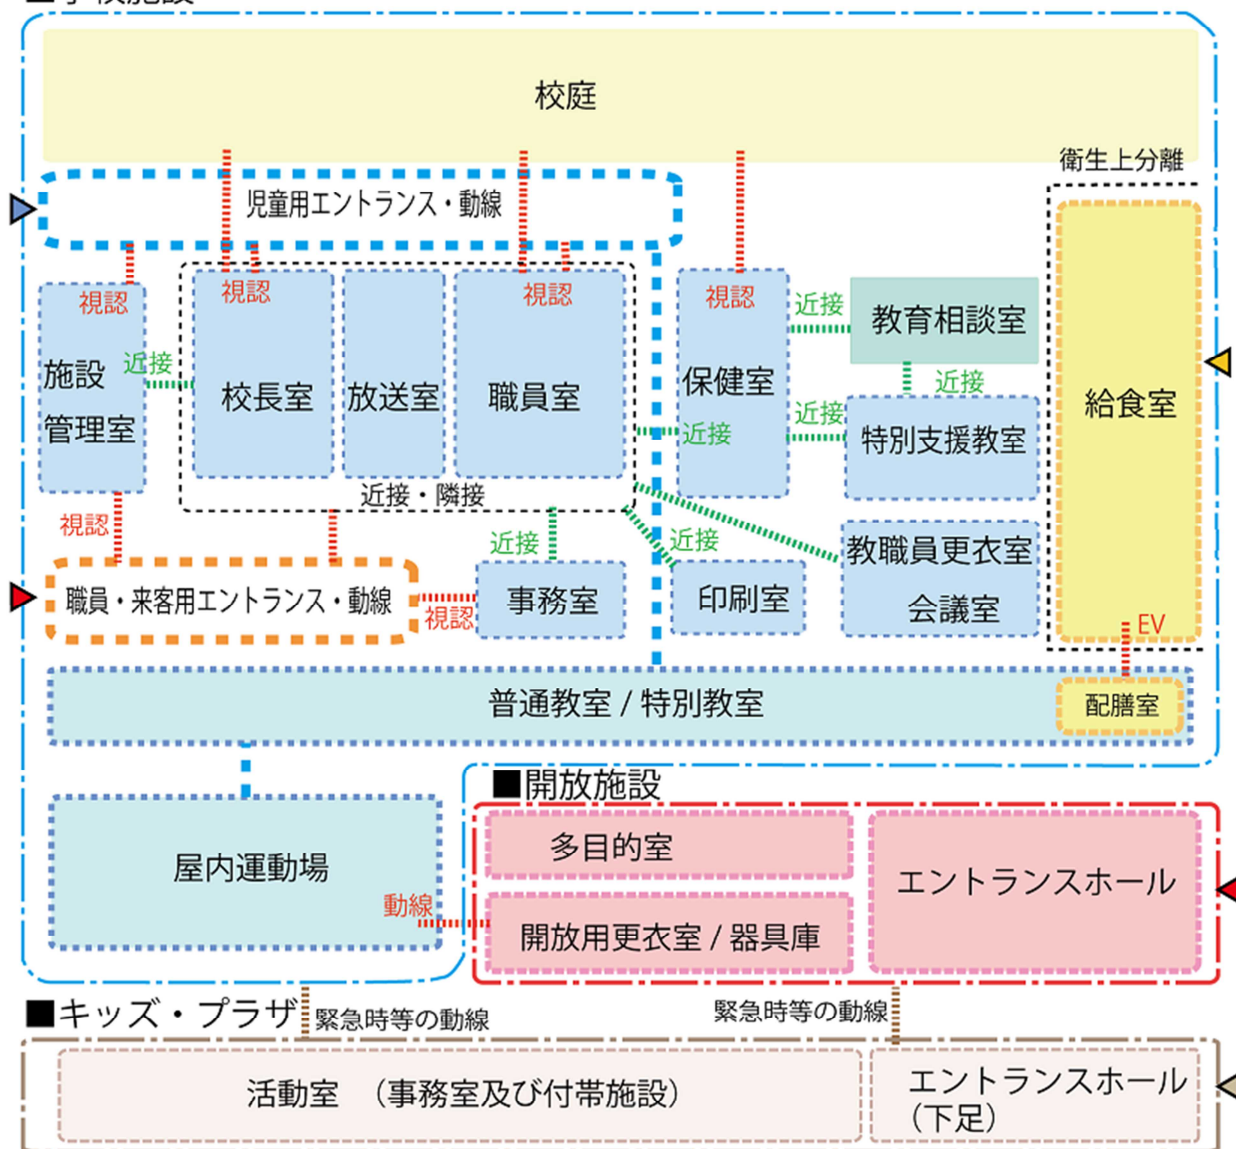 校庭
衛生上分離
児童用エントランス・動線
視認
視認
視認
視認
近接
教育相談室
施設
管理室
近接
校長室
放送室
職員室
保健室
近接
近接
近接
特別支援教室
給食室
近接・隣接
視認
近接
近接
教職員更衣室
会議室
職員・来客用エントランス・動線
視認
事務室
印刷室
EV
普通教室 / 特別教室
配膳室
■開放施設
多目的室
エントランスホール
屋内運動場
動線
開放用更衣室 / 器具庫
■キッズ・プラザ
緊急時等の動線
緊急時等の動線
活動室 （事務室及び付帯施設）
エントランスホール
（下足）